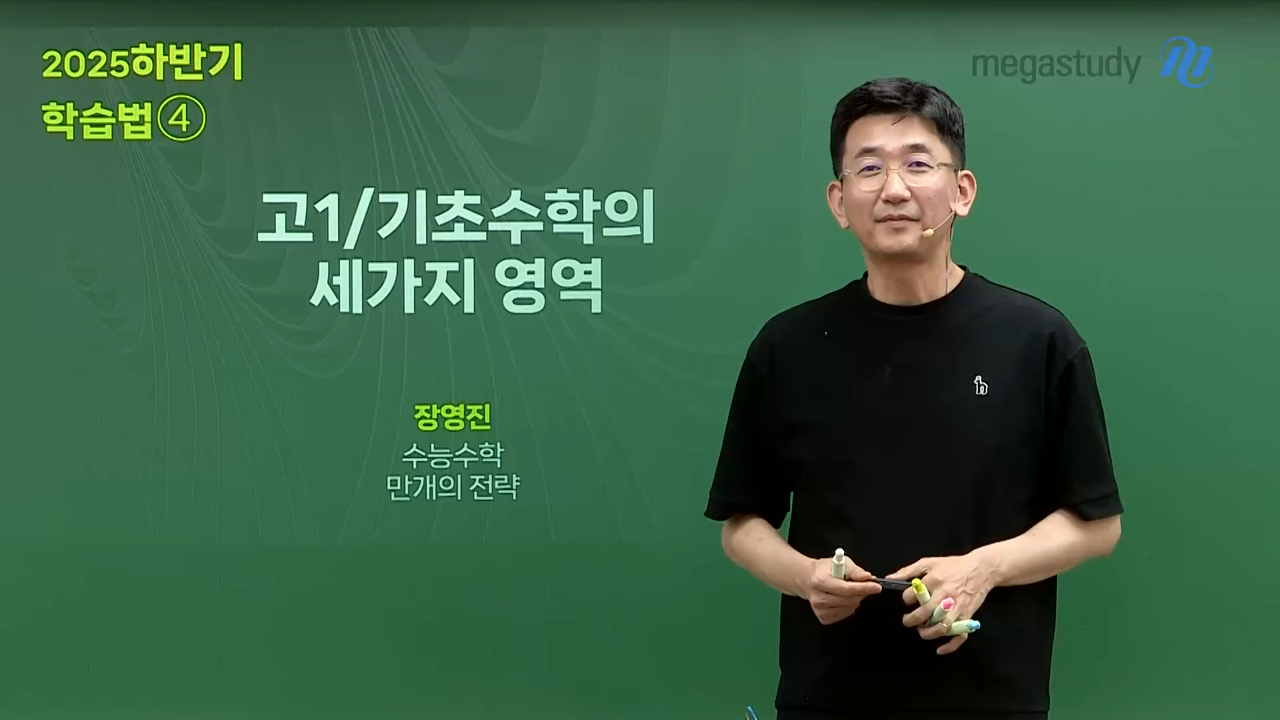 2025하반기
학습법④
megastudy
고1/기초수학의
세가지 영역
장영진
수능수학
만개의 전략